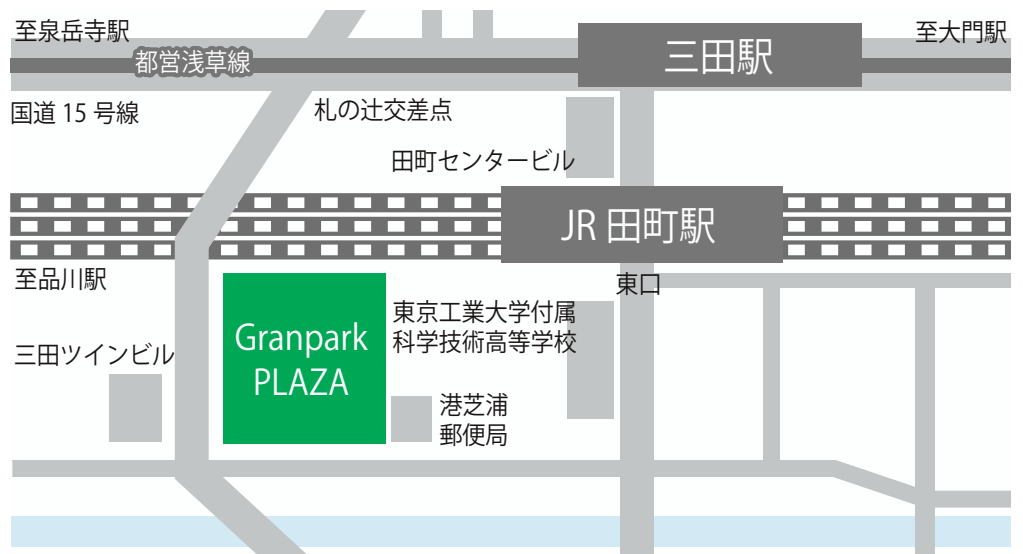 至泉岳寺駅
至大門駅
三田駅
都営浅草線
国道 15 号線
札の辻交差点
田町センタービル
JR 田町駅
至品川駅
東口
東京工業大学付属
科学技術高等学校
Granpark
PLAZA
三田ツインビル
港芝浦
郵便局